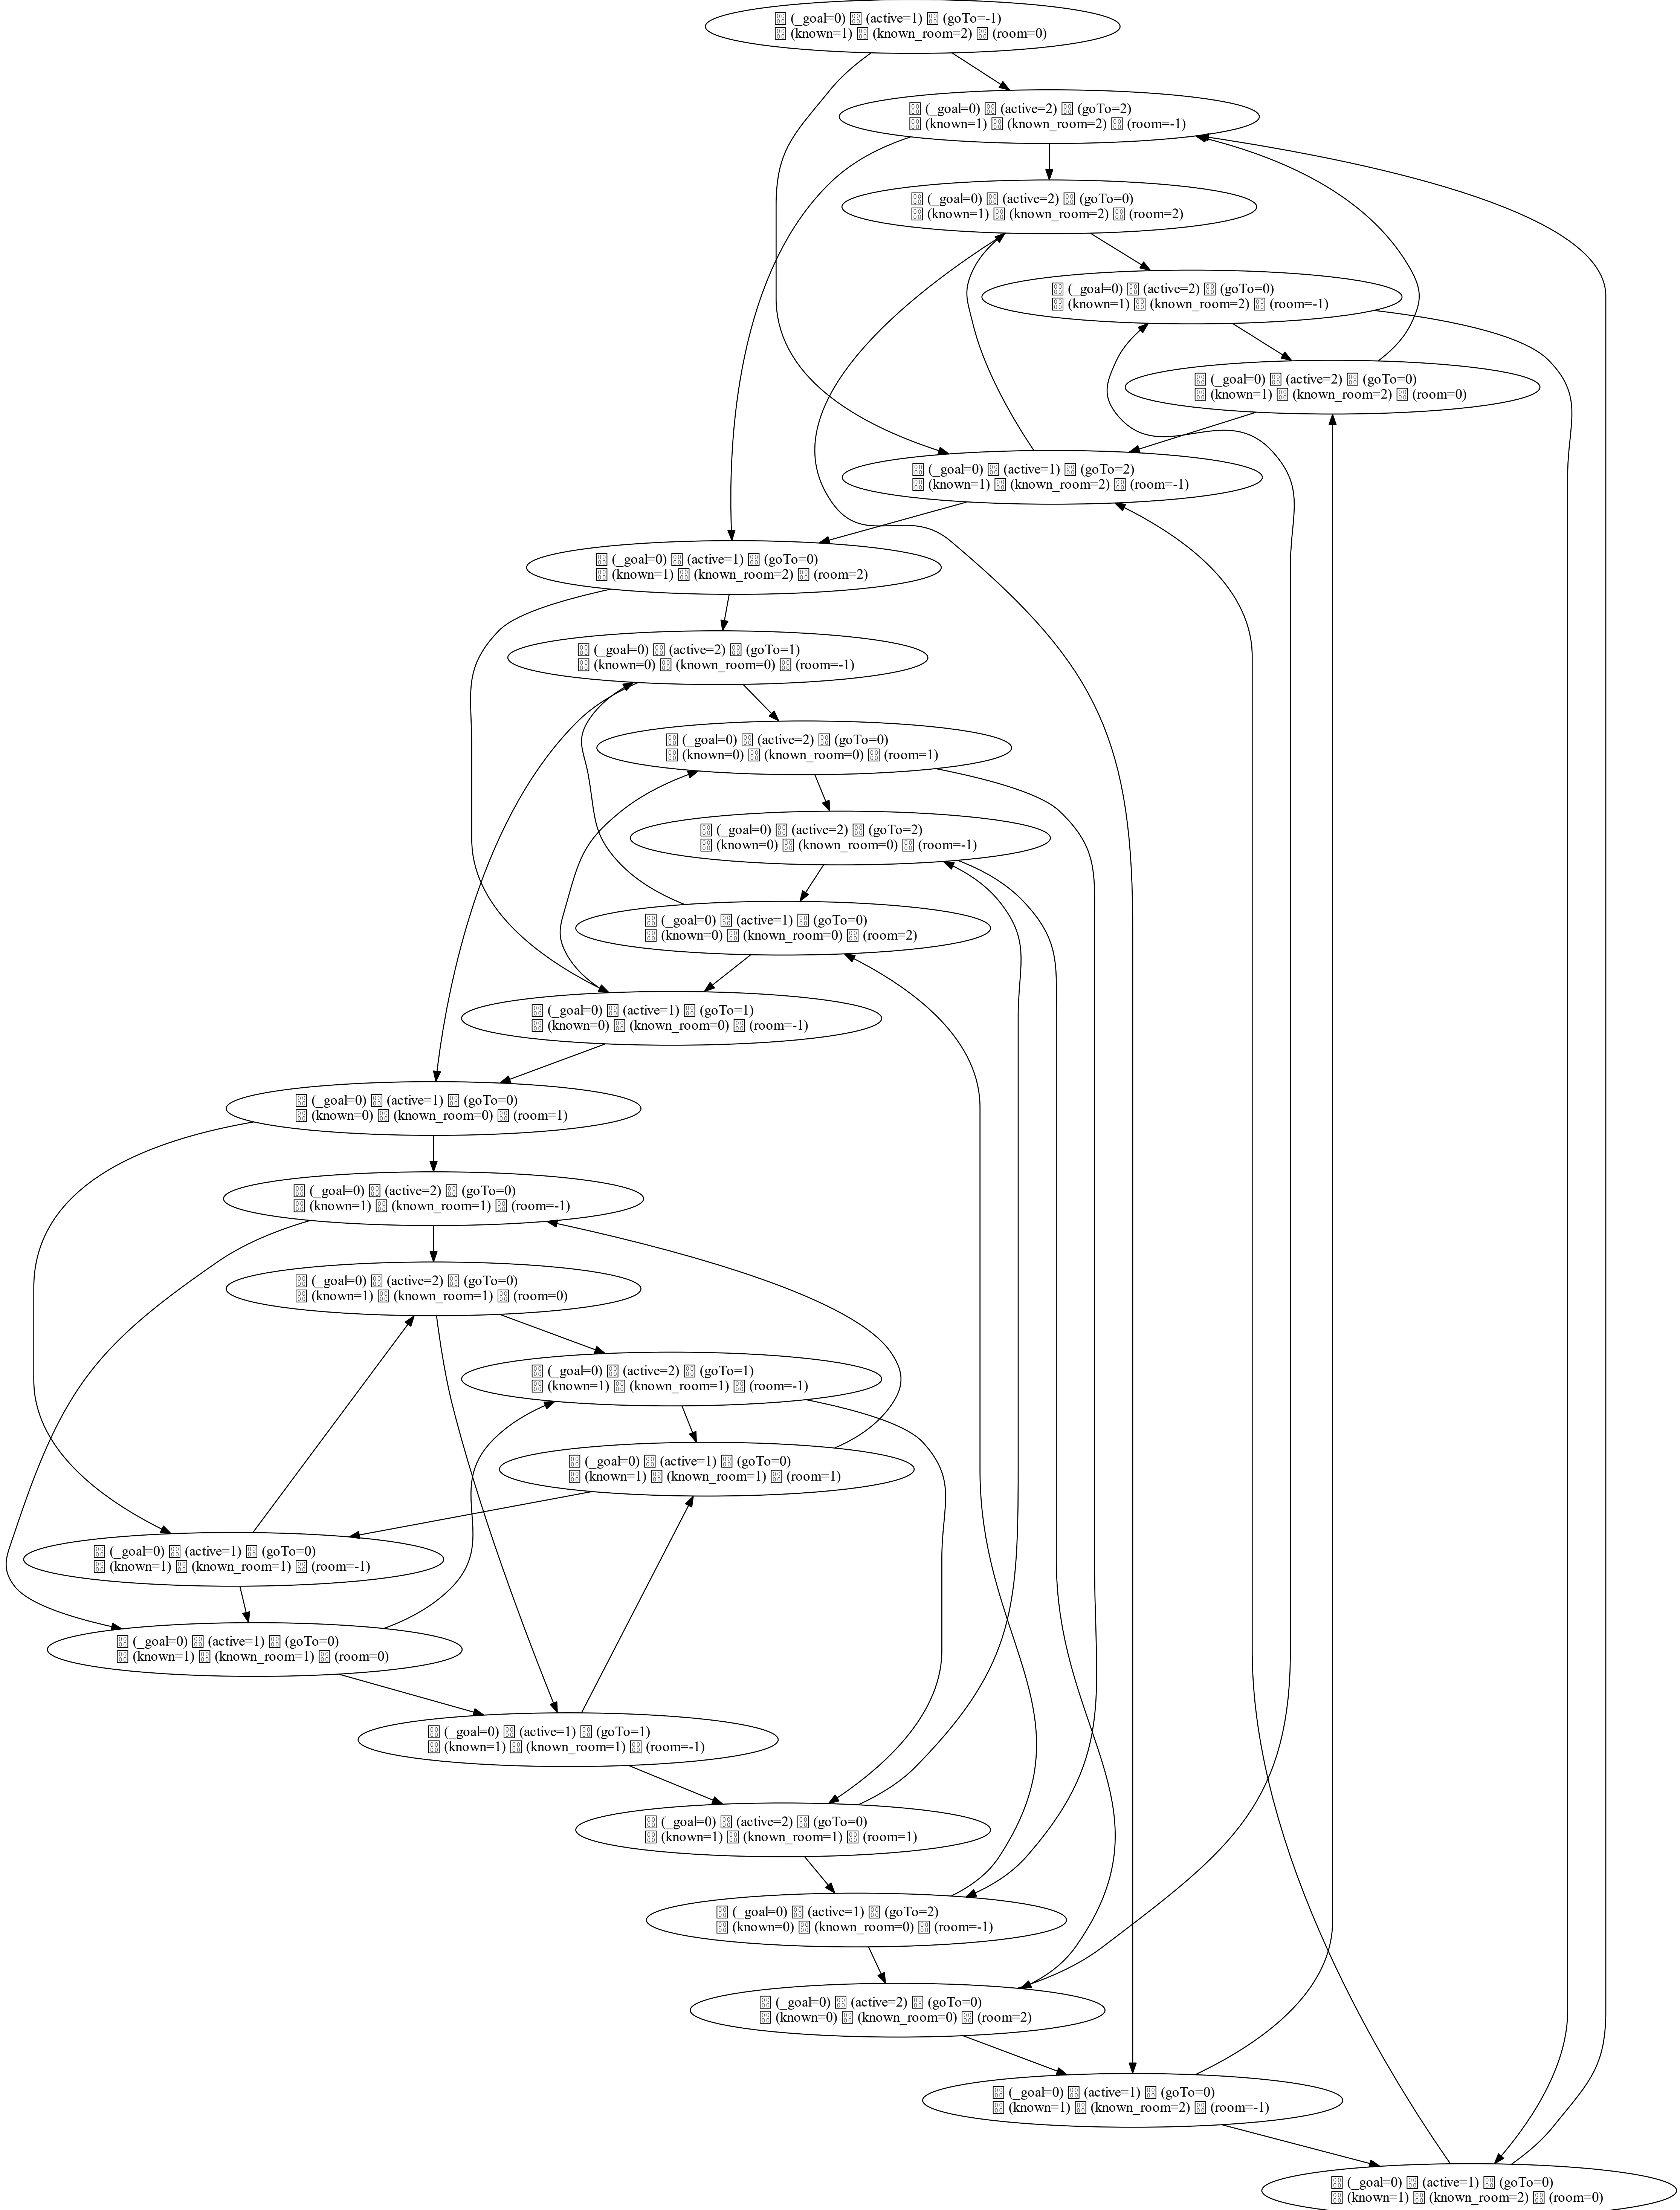 (_goal=0) (active=1) (goTo=-1)
(known=1) (known_room=2) (room=0)
(_goal=0) (active=2) (goTo=2)
(known=1) (known_room=2) (room=-1)
(_goal=0) (active=2) (goTo=0)
(known=1) (known_room=2) (room=2)
(_goal=0) (active=2) (goTo=0)
(known=1) (known_room=2) (room=-1)
(_goal=0) (active=2) (goTo=0)
(known=1) (known_room=2) (room=0)
(_goal=0) (active=1) (goTo=2)
(known=1) (known_room=2) (room=-1)
(_goal=0) (active=1) (goTo=0)
(known=1) (known_room=2) (room=2)
(_goal=0) (active=2) (goTo=1)
(known=0) (known_room=0) (room=-1)
(_goal=0) (active=2) (goTo=0)
(known=0) (known_room=0) (room=1)
(_goal=0) (active=2) (goTo=2)
(known=0) (known_room=0) (room=-1)
(_goal=0) (active=1) (goTo=0)
(known=0) (known_room=0) (room=2)
(_goal=0) (active=1) (goTo=1)
(known=0) (known_room=0) (room=-1)
(_goal=0) (active=1) (goTo=0)
(known=0) (known_room=0) (room=1)
(_goal=0) (active=2) (goTo=0)
(known=1) (known_room=1) (room=-1)
(_goal=0) (active=2) (goTo=0)
(known=1) (known_room=1) (room=0)
(_goal=0) (active=2) (goTo=1)
(known=1) (known_room=1) (room=-1)
(_goal=0) (active=1) (goTo=0)
(known=1) (known_room=1) (room=1)
(_goal=0) (active=1) (goTo=0)
(known=1) (known_room=1) (room=-1)
(_goal=0) (active=1) (goTo=0)
(known=1) (known_room=1) (room=0)
(_goal=0) (active=1) (goTo=1)
(known=1) (known_room=1) (room=-1)
(_goal=0) (active=2) (goTo=0)
(known=1) (known_room=1) (room=1)
(_goal=0) (active=1) (goTo=2)
(known=0) (known_room=0) (room=-1)
(_goal=0) (active=2) (goTo=0)
(known=0) (known_room=0) (room=2)
(_goal=0) (active=1) (goTo=0)
(known=1) (known_room=2) (room=-1)
(_goal=0) (active=1) (goTo=0)
(known=1) (known_room=2) (room=0)